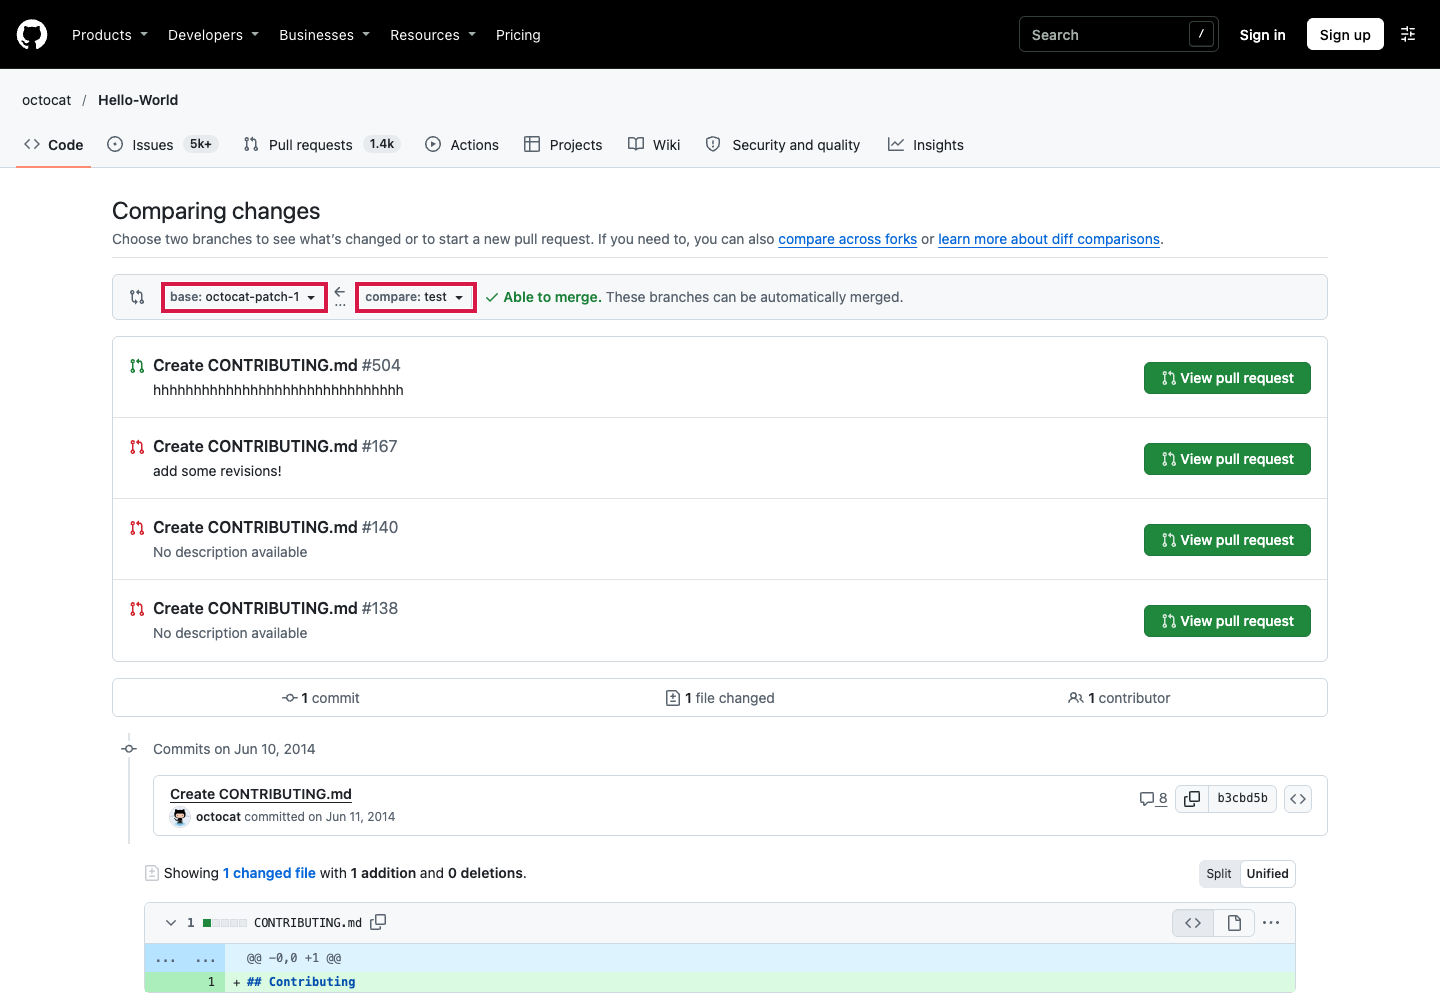 Products Developers Businesses Resources Pricing Search / Sign in Sign up
octocat / Hello-World
Code Issues 5k+ Pull requests 1.4k Actions Projects Wiki Security and quality Insights
Comparing changes
Choose two branches to see what's changed or to start a new pull request. If you need to, you can also compare across forks or learn more about diff comparisons.
base: octocat-patch-1 ... compare: test Able to merge. These branches can be automatically merged.
Create CONTRIBUTING.md #504
hhhhhhhhhhhhhhhhhhhhhhhhhhhhhhh
View pull request
Create CONTRIBUTING.md #167
add some revisions!
View pull request
Create CONTRIBUTING.md #140
No description available
View pull request
Create CONTRIBUTING.md #138
No description available
View pull request
1 commit 1 file changed 1 contributor
Commits on Jun 10, 2014
Create CONTRIBUTING.md
octocat committed on Jun 11, 2014
8 b3cbd5b
Showing 1 changed file with 1 addition and 0 deletions.
Split Unified
1 CONTRIBUTING.md
... ... @@ -0,0 +1 @@
1 + ## Contributing